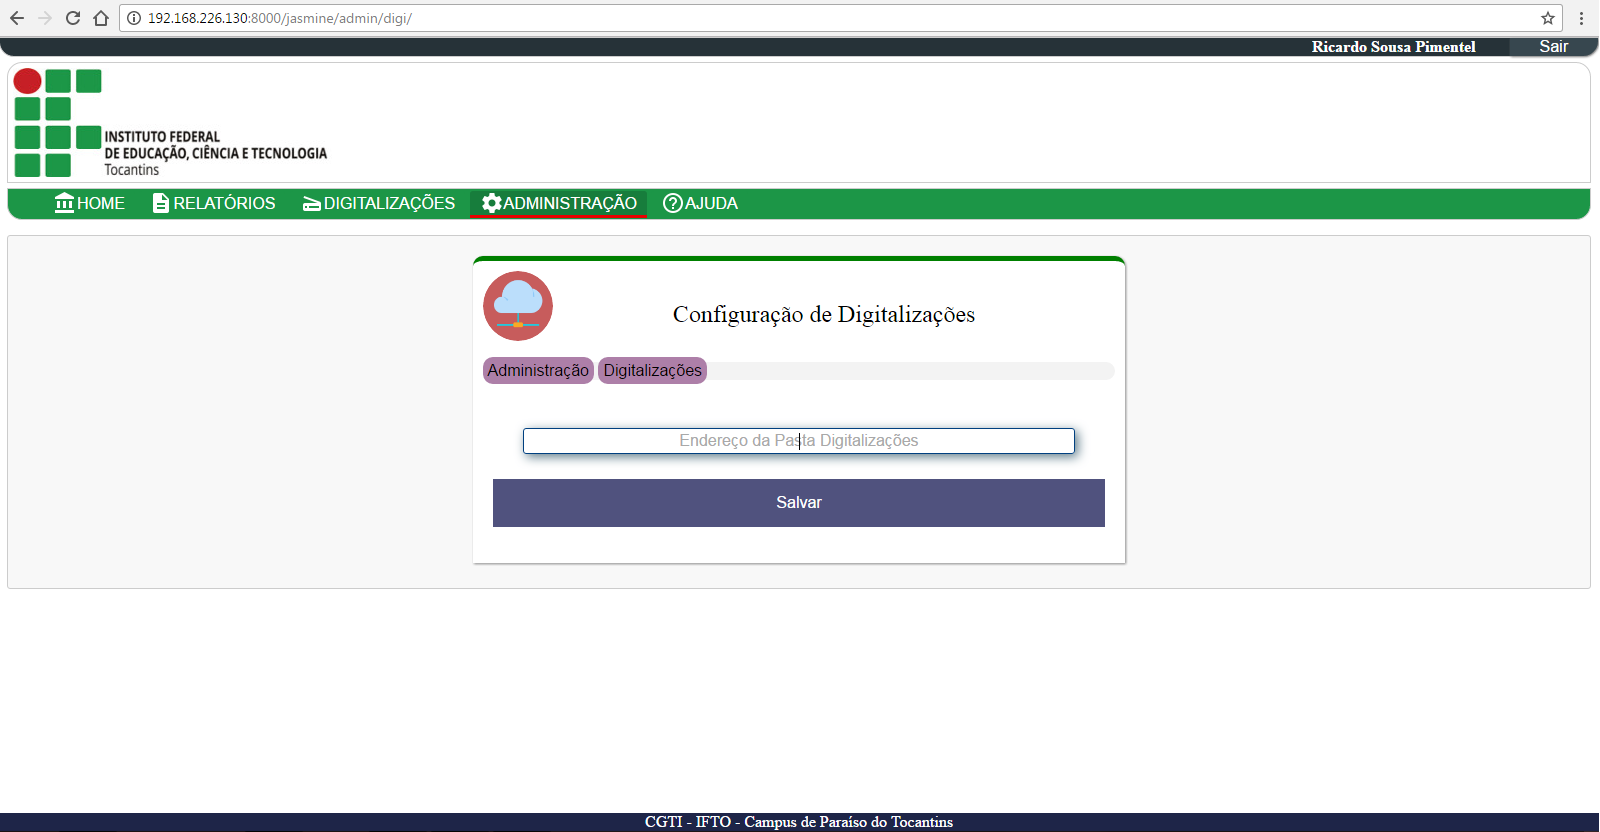 192.168.226.130:8000/jasmine/admin/digi/
Ricardo Sousa Pimentel Sair
INSTITUTO FEDERAL
DE EDUCAÇÃO, CIÊNCIA E TECNOLOGIA
Tocantins
HOME RELATÓRIOS DIGITALIZAÇÕES ADMINISTRAÇÃO AJUDA
Configuração de Digitalizações
Administração Digitalizações
Endereço da Pasta Digitalizações
Salvar
CGTI - IFTO - Campus de Paraíso do Tocantins